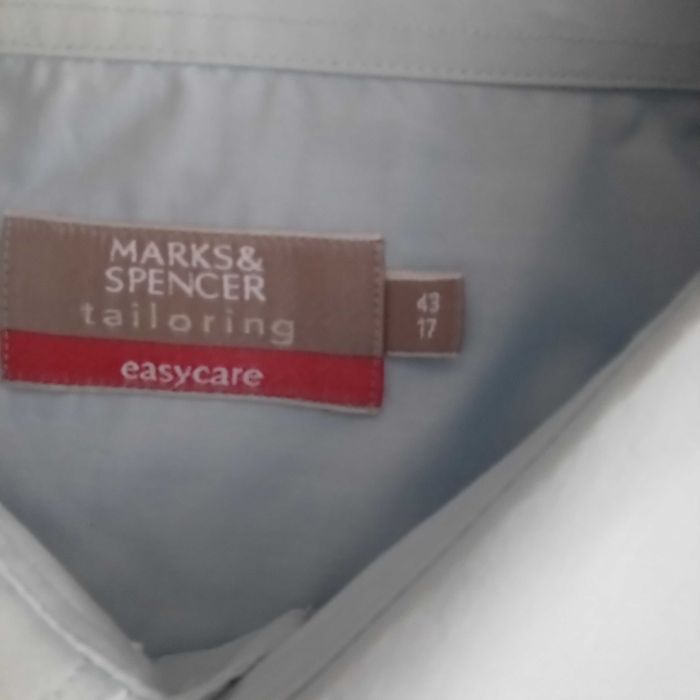 MARKS&
SPENCER
tailoring
easycare
43
17